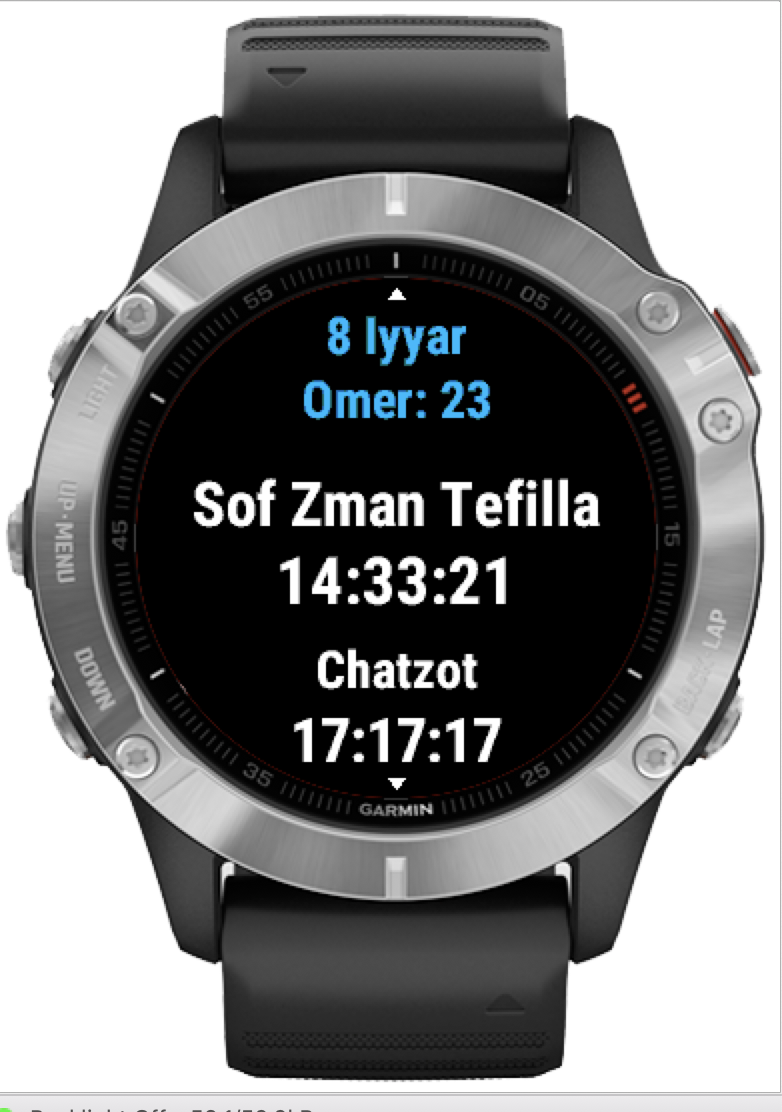 55
05
8 Iyyar
Omer: 23
LIGHT
Sof Zman Tefilla
14:33:21
UP·MENU
45
15
Chatzot
17:17:17
DOWN
BACK LAP
35
25
GARMIN